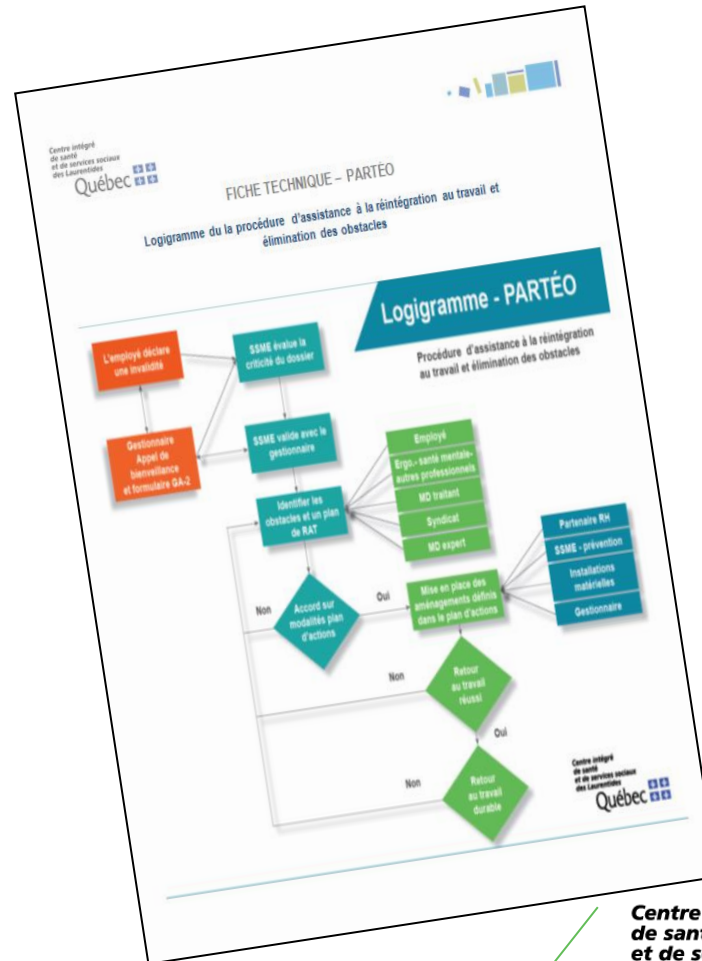 Centre intégré
de santé
et de services sociaux
des Laurentides
Québec
FICHE TECHNIQUE – PARTÉO
Logigramme du la procédure d'assistance à la réintégration au travail et
élimination des obstacles
Logigramme - PARTÉO
Procédure d'assistance à la réintégration
au travail et élimination des obstacles
L'employé déclare
une invalidité
SSME évalue la
criticité du dossier
Gestionnaire
Appel de
bienveillance
et formulaire GA-2
SSME valide avec le
gestionnaire
Identifier les
obstacles et un plan
de RAT
Employé
Ergo.- santé mentale-
autres professionnels
MD traitant
Syndicat
MD expert
Partenaire RH
SSME - prévention
Installations
matérielles
Gestionnaire
Non
Accord sur
modalités plan
d'actions
Oui
Mise en place des
aménagements définis
dans le plan d'actions
Non
Retour
au travail
réussi
Oui
Non
Retour
au travail
durable
Centre intégré
de santé
et de services sociaux
des Laurentides
Québec
Centre
de sant
et de s